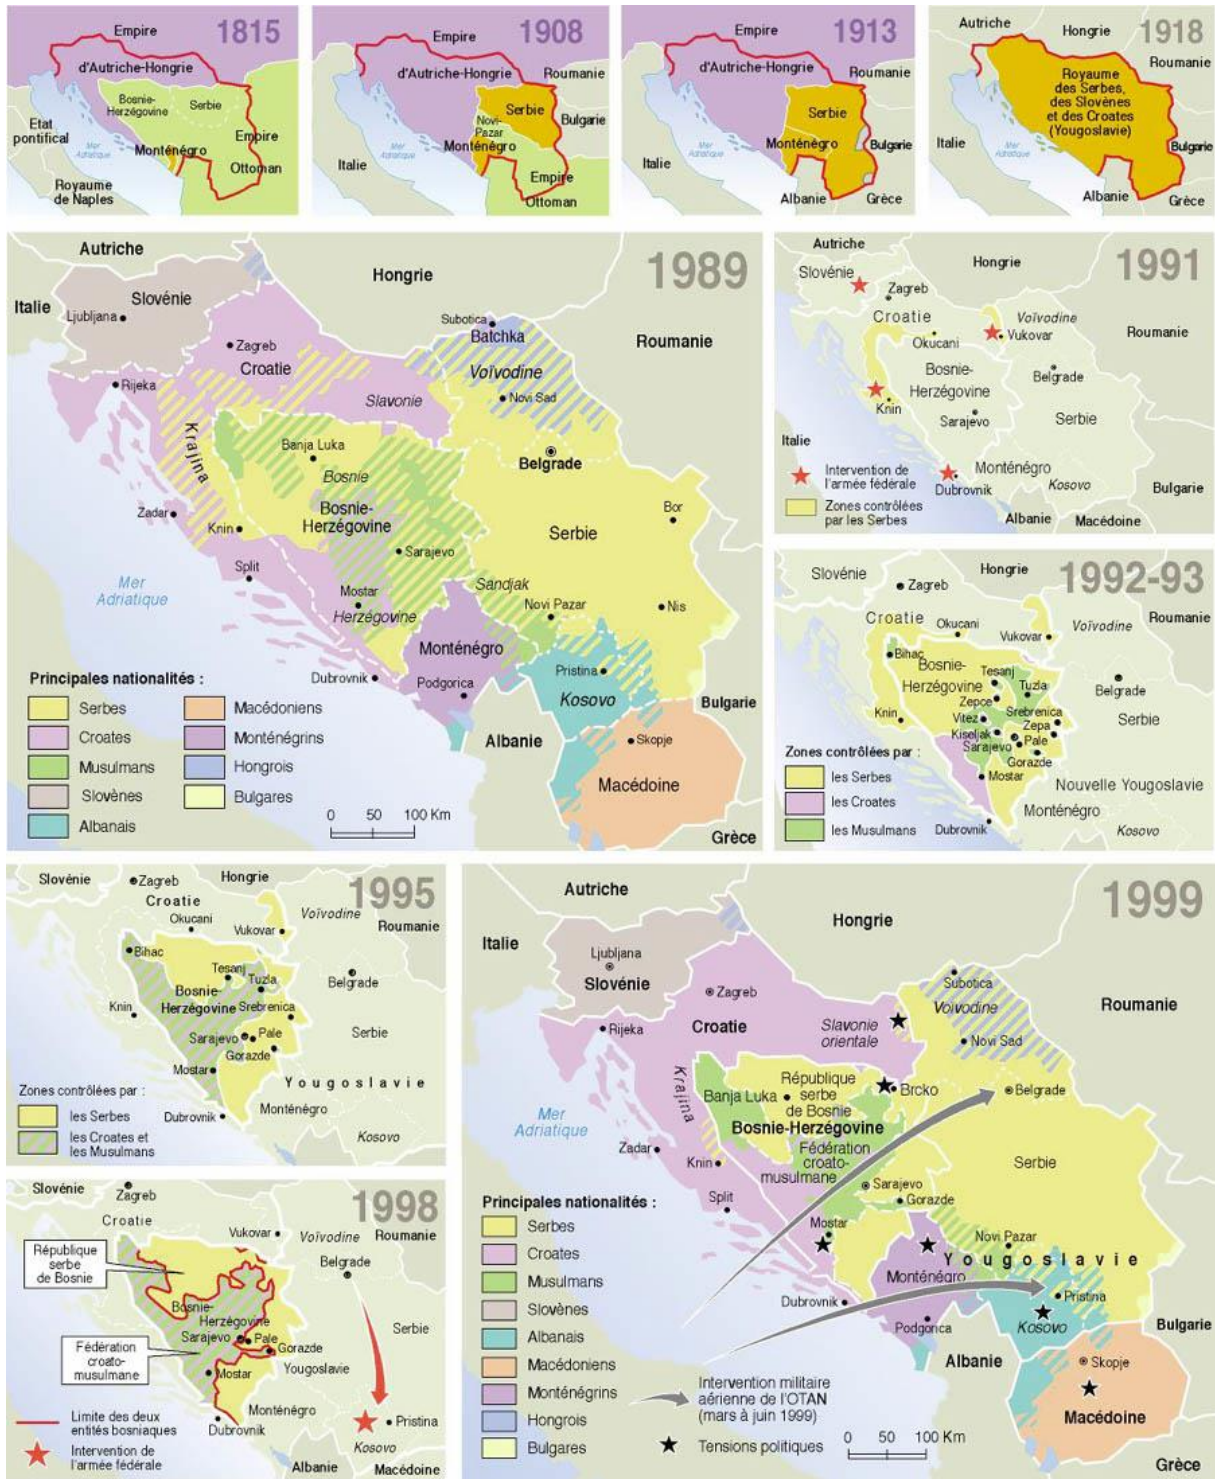 1815
Empire
d'Autriche-Hongrie
Bosnie-
Herzégovine
Serbie
Etat
pontifical
Mer
Adriatique
Monténégro
Empire
Ottoman
Royaume
de Naples
1908
Empire
d'Autriche-Hongrie
Roumanie
Serbie
Novi-
Pazar
Bulgarie
Monténégro
Mer
Adriatique
Italie
Empire
Ottoman
1913
Empire
d'Autriche-Hongrie
Roumanie
Serbie
Monténégro
Bulgarie
Mer
Adriatique
Italie
Albanie
Grèce
1918
Autriche
Hongrie
Roumanie
Royaume
des Serbes,
des Slovènes
et des Croates
(Yougoslavie)
Mer
Adriatique
Italie
Bulgarie
Albanie
Grèce
1989
Autriche
Hongrie
Italie
Slovénie
Ljubljana
Zagreb
Croatie
Rijeka
Subotica
Batchka
Voïvodine
Novi Sad
Roumanie
Slavonie
Krajina
Banja Luka
Bosnie
Belgrade
Bosnie-
Herzégovine
Zadar
Knin
Bor
Serbie
Sarajevo
Split
Mer
Adriatique
Mostar
Herzégovine
Sandjak
Novi Pazar
Nis
Monténégro
Dubrovnik
Podgorica
Pristina
Kosovo
Bulgarie
Albanie
Skopje
Macédoine
Grèce
Principales nationalités :
Serbes
Croates
Musulmans
Slovènes
Albanais
Macédoniens
Monténégrins
Hongrois
Bulgares
0 50 100 Km
1991
Autriche
Slovénie
Hongrie
Zagreb
Croatie
Voïvodine
Okucani
Vukovar
Roumanie
Bosnie-
Herzégovine
Belgrade
Knin
Sarajevo
Serbie
Italie
Monténégro
Dubrovnik
Kosovo
Bulgarie
Albanie
Macédoine
Intervention de
l'armée fédérale
Zones contrôlées
par les Serbes
1992-93
Slovénie
Hongrie
Zagreb
Croatie
Okucani
Vukovar
Voïvodine
Roumanie
Bihac
Bosnie-
Herzégovine
Tesanj
Tuzla
Belgrade
Zepce
Srebrenica
Knin
Vitez
Zepa
Serbie
Kiseljak
Pale
Sarajevo
Gorazde
Mostar
Nouvelle Yougoslavie
Monténégro
Dubrovnik
Kosovo
Zones contrôlées par :
les Serbes
les Croates
les Musulmans
1995
Slovénie
Zagreb
Hongrie
Croatie
Okucani
Vukovar
Voïvodine
Roumanie
Bihac
Tesanj
Tuzla
Belgrade
Bosnie-
Herzégovine
Srebrenica
Knin
Sarajevo
Pale
Serbie
Gorazde
Mostar
Yougoslavie
Dubrovnik
Monténégro
Kosovo
Zones contrôlées par :
les Serbes
les Croates et
les Musulmans
1998
Slovénie
Zagreb
Croatie
Vukovar
Voïvodine
Roumanie
République
serbe
de Bosnie
Belgrade
Bosnie-
Herzégovine
Sarajevo
Pale
Serbie
Gorazde
Fédération
croato-
musulmane
Yougoslavie
Mostar
Monténégro
Dubrovnik
Pristina
Kosovo
Albanie
Macédoine
Limite des deux
entités bosniaques
Intervention de
l'armée fédérale
1999
Autriche
Hongrie
Italie
Ljubljana
Slovénie
Zagreb
Croatie
Rijeka
Subotica
Voïvodine
Novi Sad
Roumanie
Slavonie
orientale
Krajina
Banja Luka
République
serbe
de Bosnie
Brcko
Belgrade
Bosnie-Herzégovine
Mer
Adriatique
Fédération
croato-
musulmane
Zadar
Knin
Serbie
Sarajevo
Gorazde
Split
Mostar
Novi Pazar
Yougoslavie
Monténégro
Dubrovnik
Pristina
Podgorica
Kosovo
Bulgarie
Albanie
Skopje
Macédoine
Grèce
Principales nationalités :
Serbes
Croates
Musulmans
Slovènes
Albanais
Macédoniens
Monténégrins
Hongrois
Bulgares
Intervention militaire
aérienne de l'OTAN
(mars à juin 1999)
Tensions politiques
0 50 100 Km